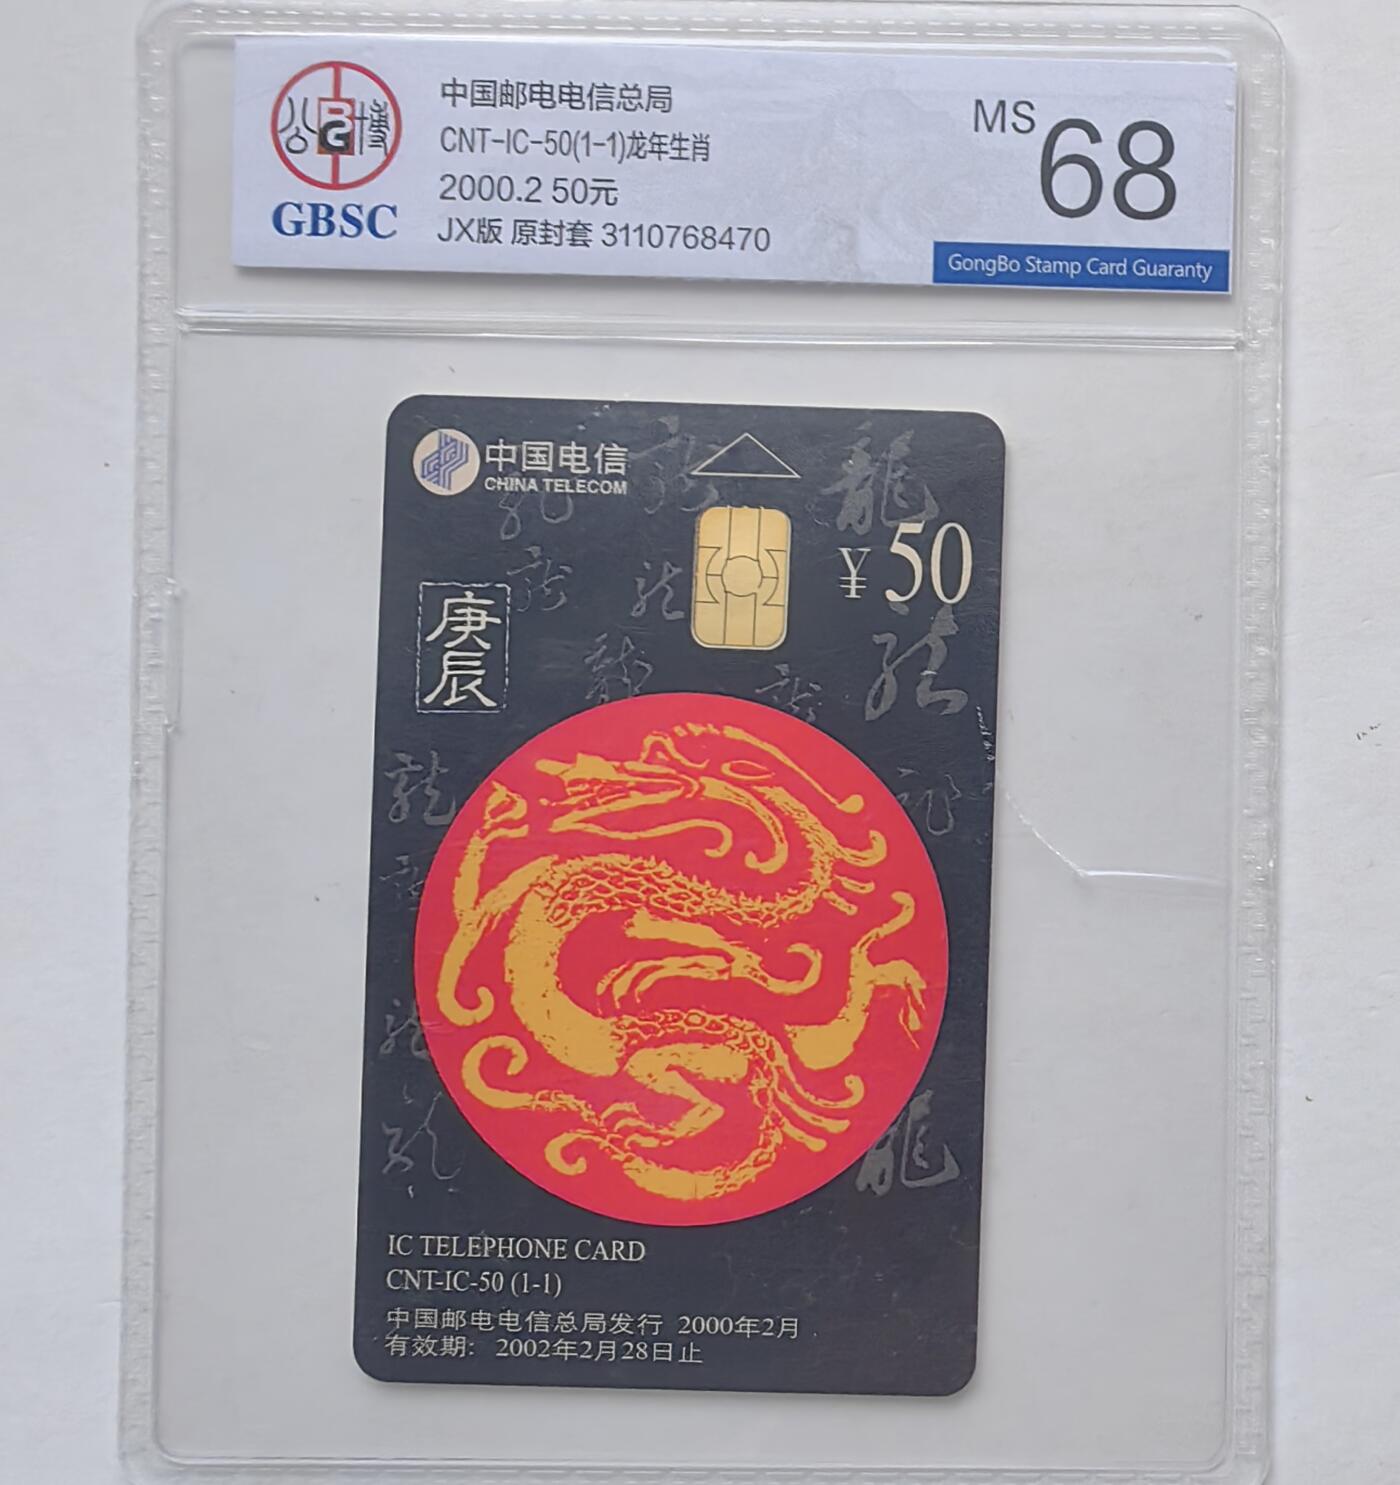 公博
GBSC
中国邮电电信总局
CNT-IC-50(1-1)龙年生肖
2000.2 50元
JX版 原封套 3110768470
MS 68
GongBo Stamp Card Guaranty
中国电信
CHINA TELECOM
¥50
庚辰
龍
龍
IC TELEPHONE CARD
CNT-IC-50 (1-1)
中国邮电电信总局发行 2000年2月
有效期: 2002年2月28日止